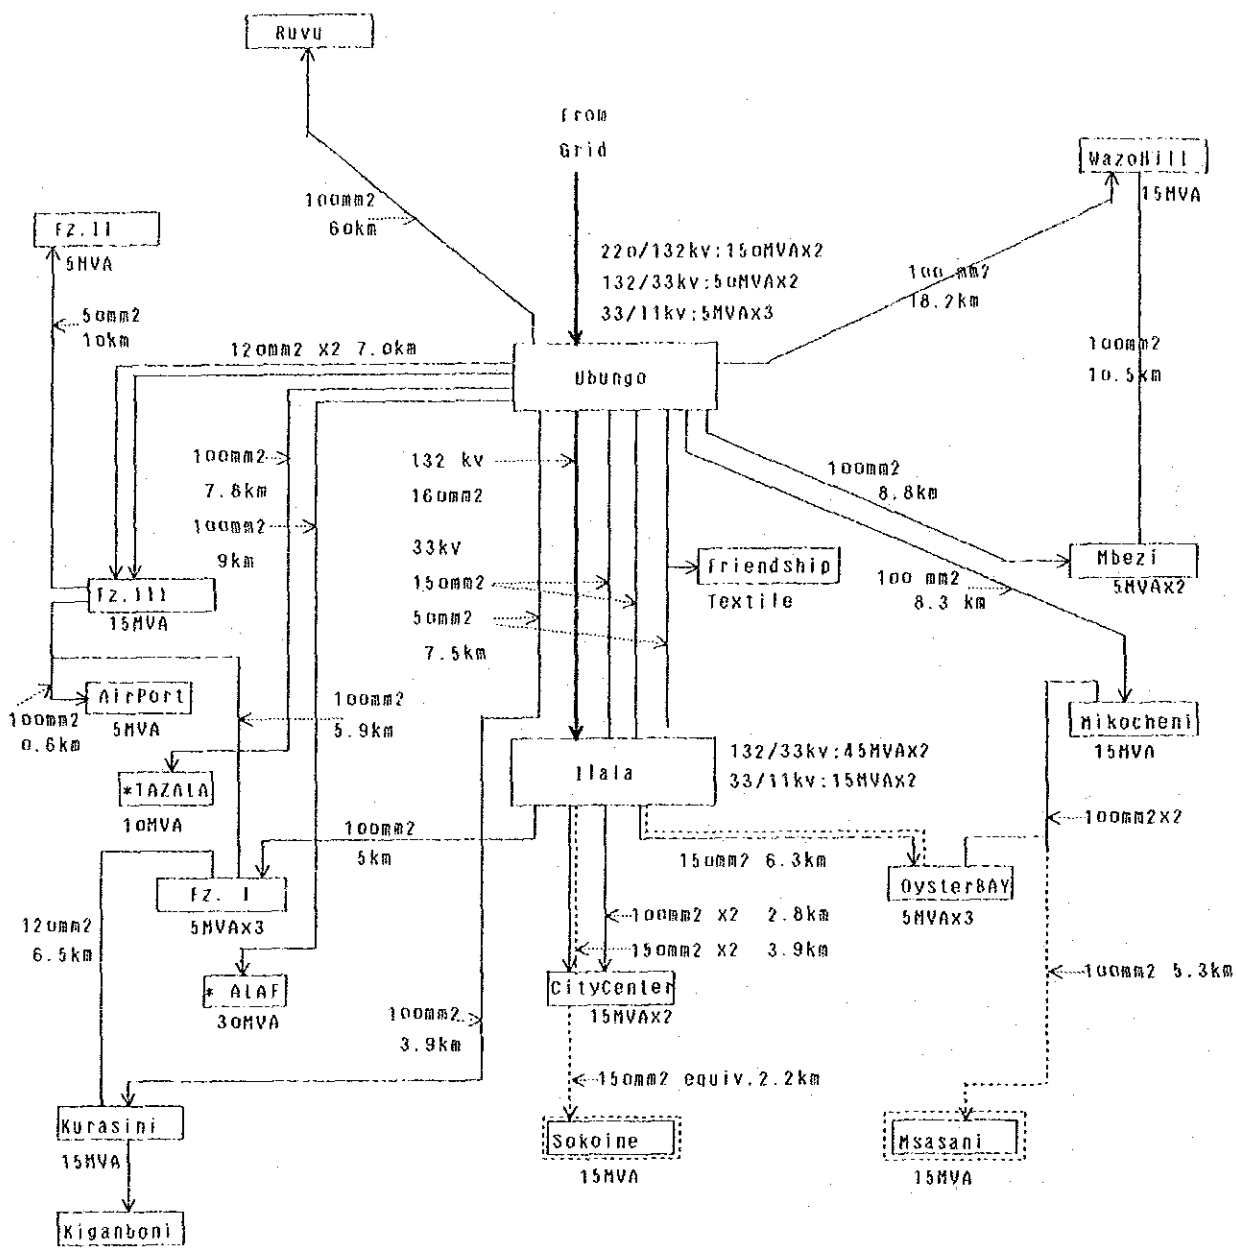 Ruvu
From
Grid
WazoHill
15MVA
100mm2
60km
Fz.II
5MVA
220/132kv:150MVAx2
132/33kv:50MVAx2
33/11kv:5MVAx3
100 mm2
18.2km
50mm2
10km
120mm2 x2 7.0km
Ubungo
100mm2
10.5km
100mm2
7.8km
100mm2
9km
132 kv
160mm2
33kv
150mm2
50mm2
7.5km
100mm2
8.8km
Friendship
Textile
100 mm2
8.3 km
Mbezi
5MVAx2
Fz.III
15MVA
AirPort
5MVA
100mm2
0.6km
100mm2
5.9km
Mikocheni
15MVA
*TAZALA
10MVA
Ilala
132/33kv:45MVAx2
33/11kv:15MVAx2
100mm2
5km
100mm2x2
150mm2 6.3km
OysterBAY
5MVAx3
Fz. I
5MVAx3
120mm2
6.5km
100mm2 x2 2.8km
150mm2 x2 3.9km
100mm2 5.3km
* ALAF
30MVA
CityCenter
15MVAx2
100mm2
3.9km
150mm2 equiv.2.2km
Kurasini
15MVA
Sokoine
15MVA
Msasani
15MVA
Kiganboni